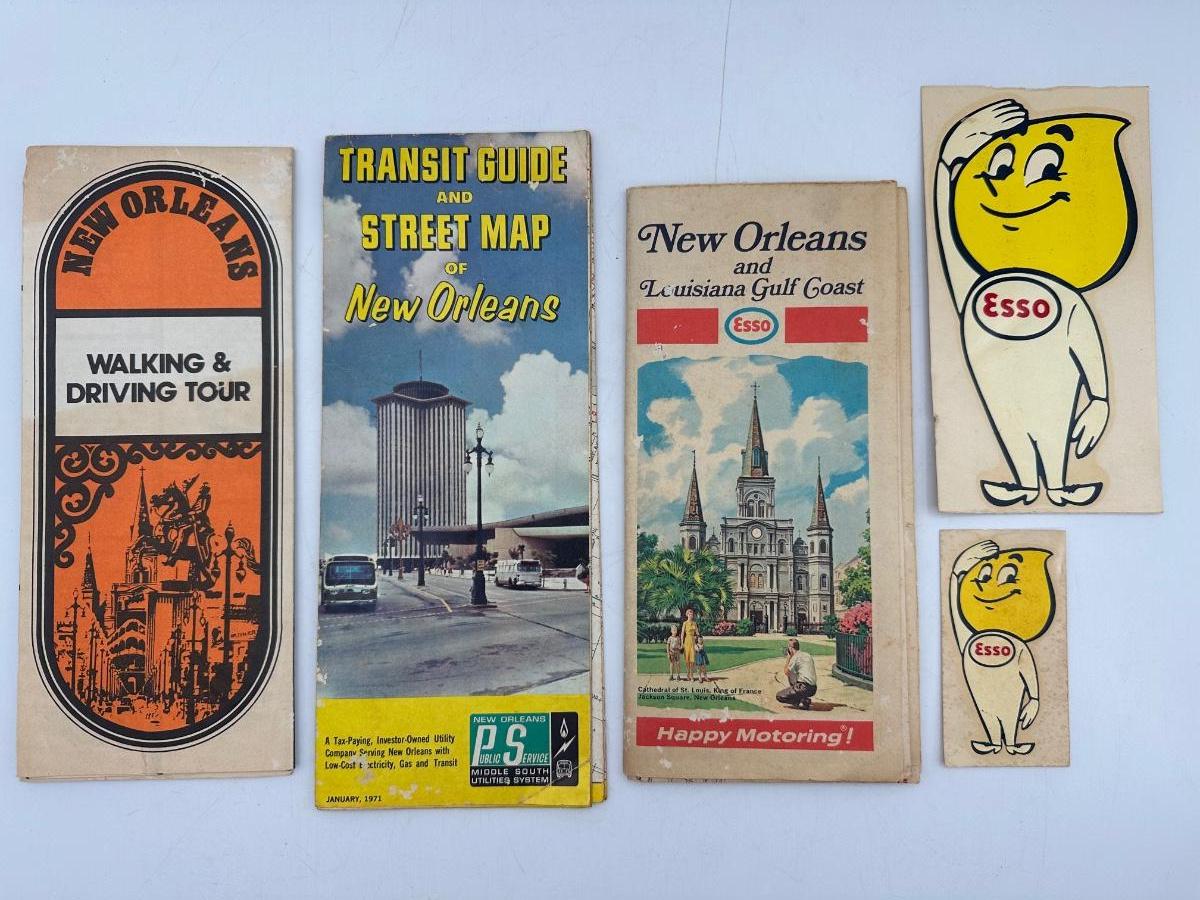 NEW ORLEANS
WALKING &
DRIVING TOUR
TRANSIT GUIDE
AND
STREET MAP
OF
New Orleans
A Tax-Paying, Investor-Owned Utility
Company Serving New Orleans with
Low-Cost Electricity, Gas and Transit
NEW ORLEANS
PUBLIC SERVICE
MIDDLE SOUTH
UTILITIES SYSTEM
JANUARY, 1971
New Orleans
and
Louisiana Gulf Coast
Esso
Cathedral of St. Louis, King of France
Jackson Square, New Orleans
Happy Motoring!
Esso
Esso